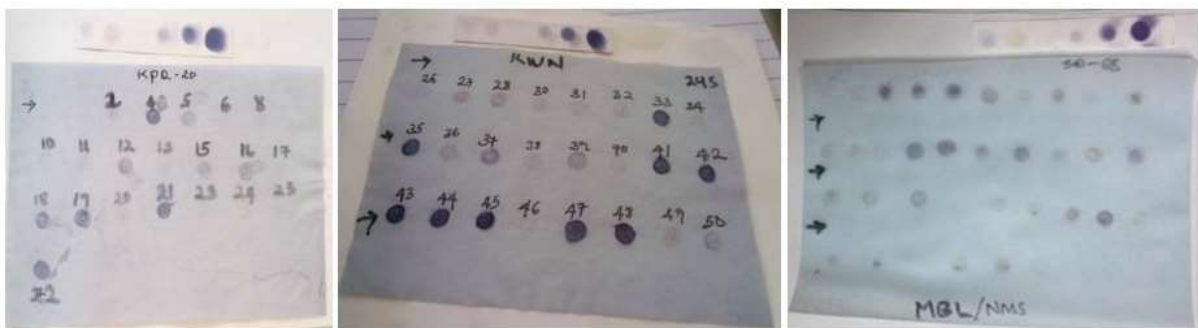 KPQ-20
→ 2 4 5 6 8
10 11 12 13 15 16 17
18 19 20 21 23 24 25
22
→ KWN
245
26 27 28 30 31 32 33 34
→ 35 36 37 38 39 40 41 42
→ 43 44 45 46 47 48 49 50
MBL/NMS